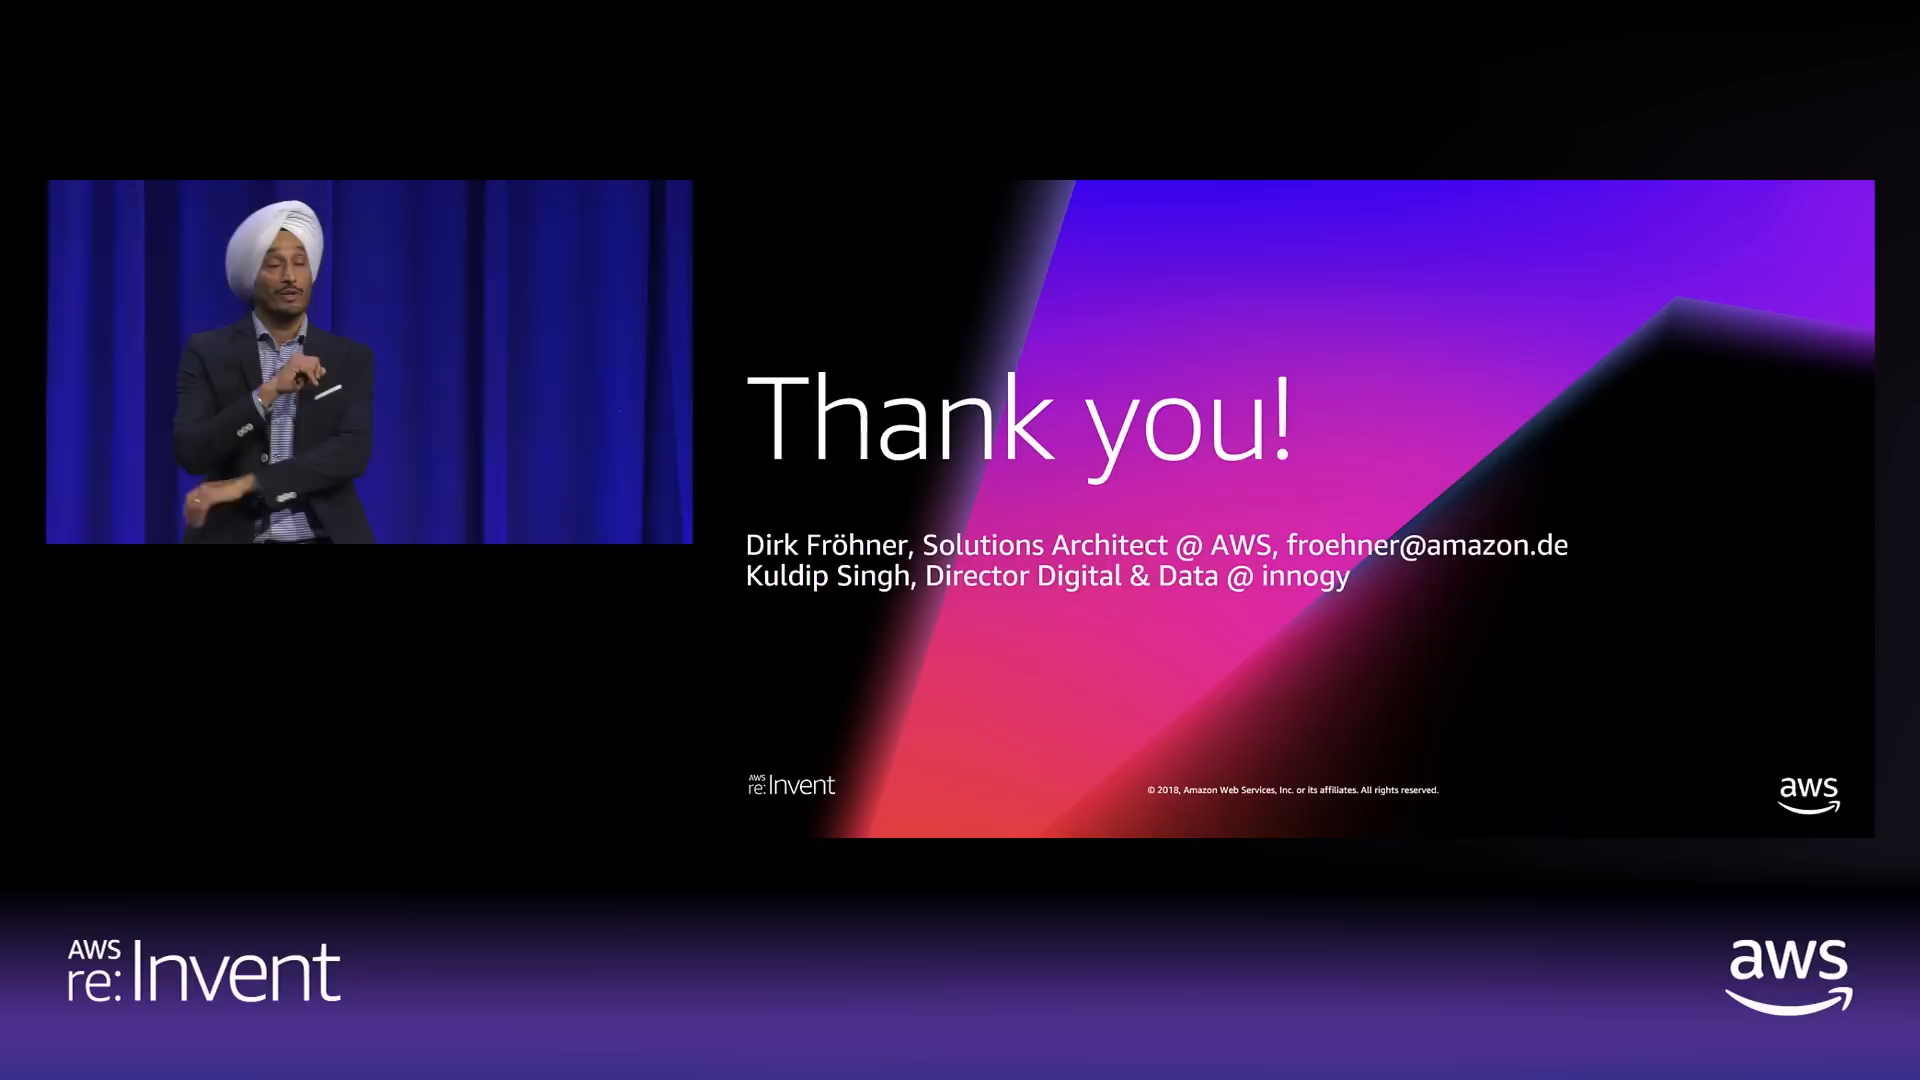 Thank you!
Dirk Fröhner, Solutions Architect @ AWS, froehner@amazon.de
Kuldip Singh, Director Digital & Data @ innogy
AWS
re:Invent
© 2018, Amazon Web Services, Inc. or its affiliates. All rights reserved.
aws
AWS
re:Invent
aws